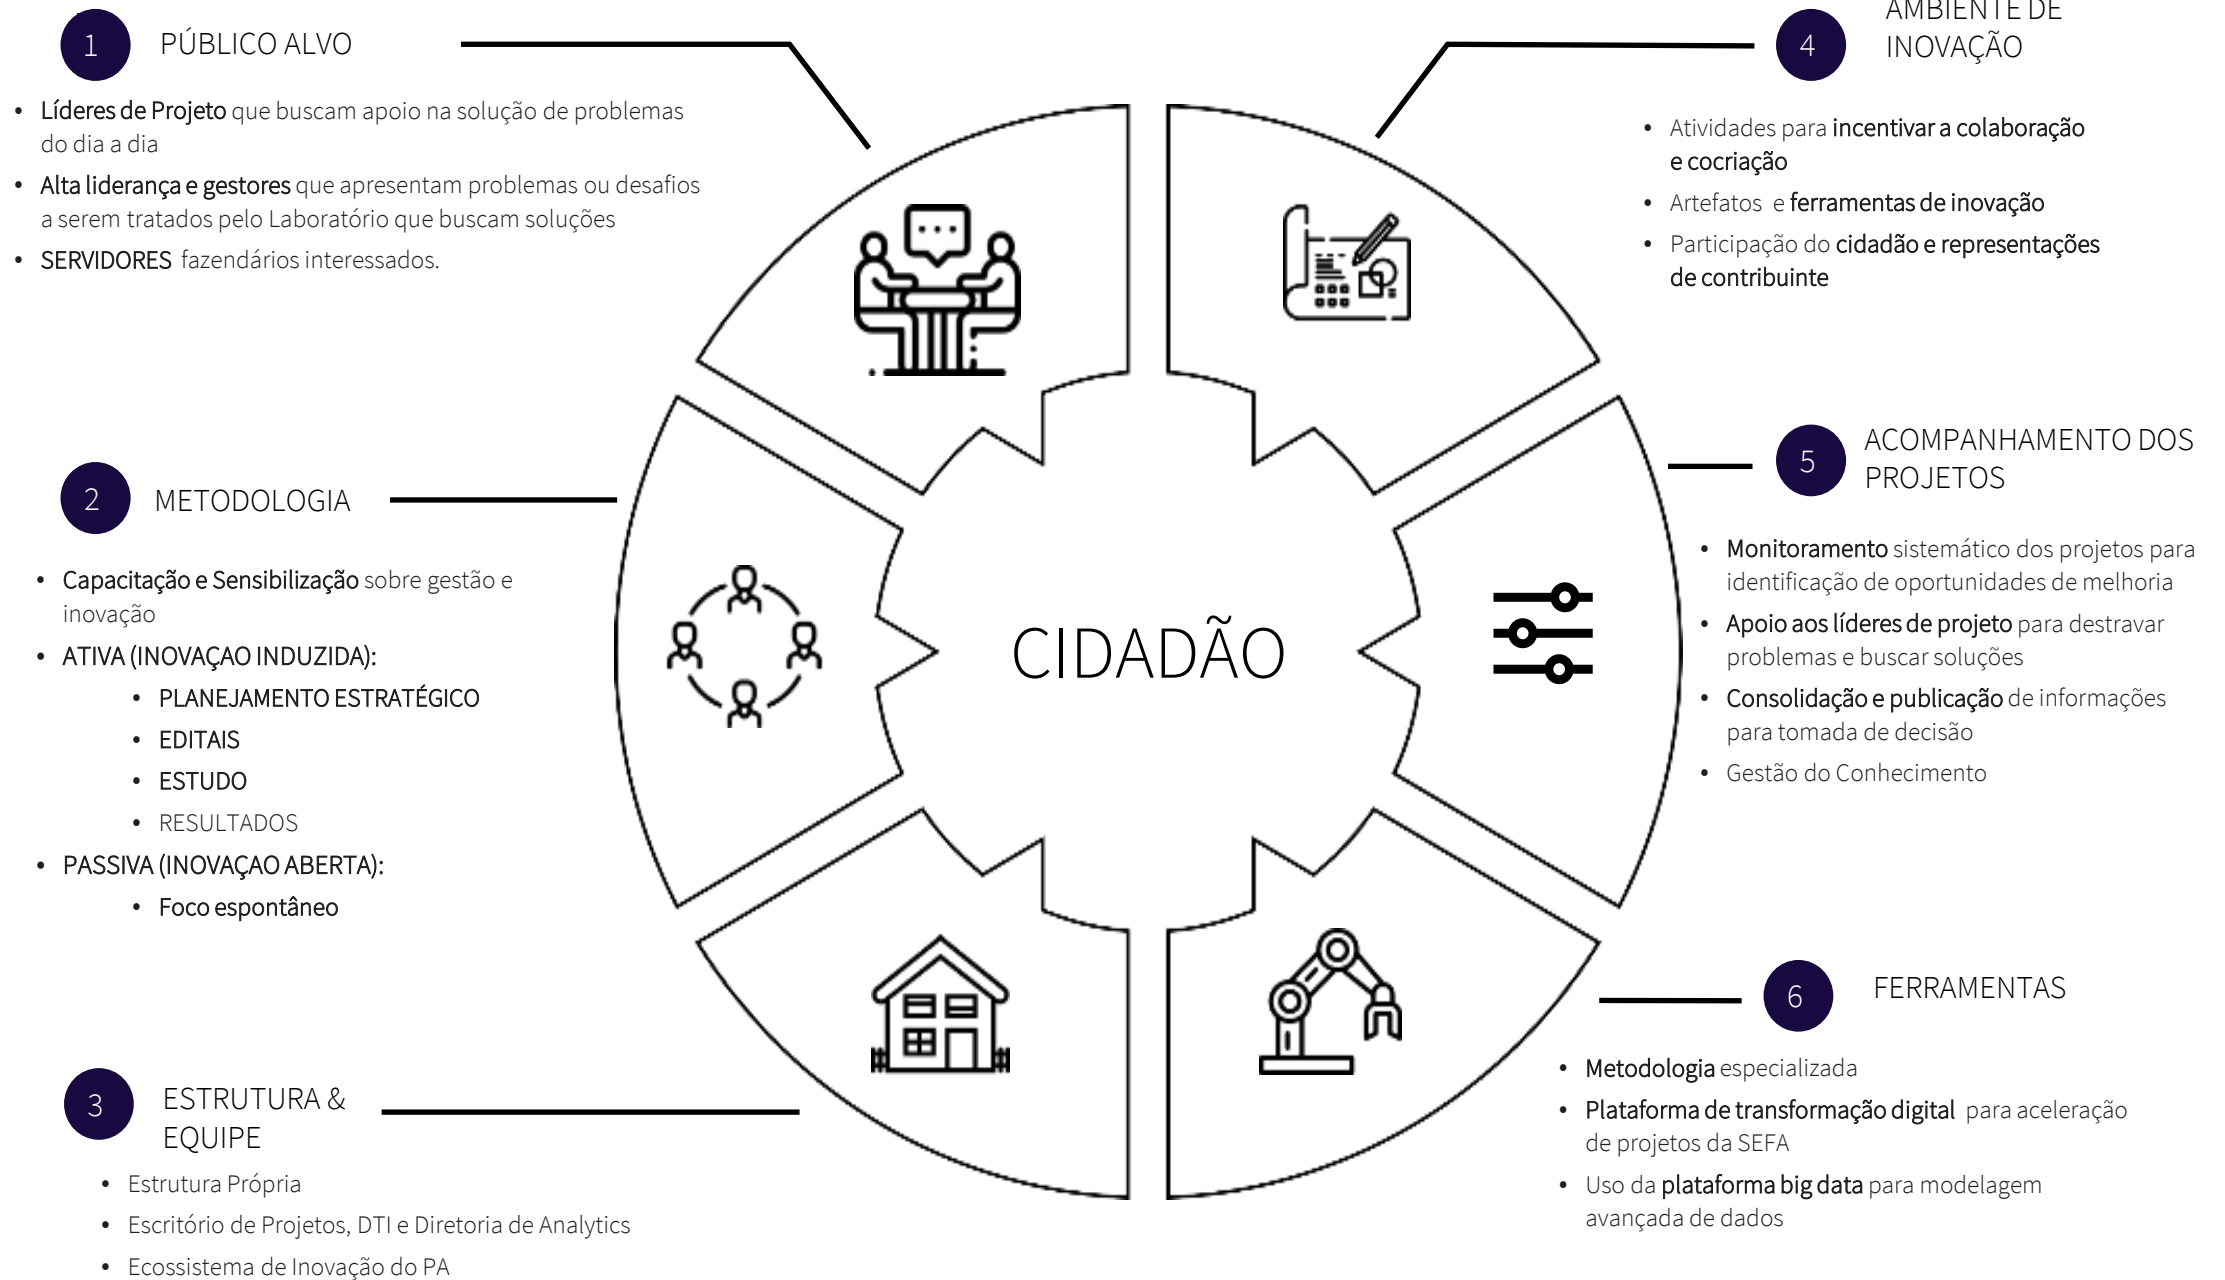 1
PÚBLICO ALVO
• Líderes de Projeto que buscam apoio na solução de problemas
do dia a dia
• Alta liderança e gestores que apresentam problemas ou desafios
a serem tratados pelo Laboratório que buscam soluções
• SERVIDORES fazendários interessados.
2
METODOLOGIA
• Capacitação e Sensibilização sobre gestão e
inovação
• ATIVA (INOVAÇAO INDUZIDA):
• PLANEJAMENTO ESTRATÉGICO
• EDITAIS
• ESTUDO
• RESULTADOS
• PASSIVA (INOVAÇAO ABERTA):
• Foco espontâneo
3
ESTRUTURA &
EQUIPE
• Estrutura Própria
• Escritório de Projetos, DTI e Diretoria de Analytics
• Ecossistema de Inovação do PA
CIDADÃO
4
AMBIENTE DE
INOVAÇÃO
• Atividades para incentivar a colaboração
e cocriação
• Artefatos e ferramentas de inovação
• Participação do cidadão e representações
de contribuinte
5
ACOMPANHAMENTO DOS
PROJETOS
• Monitoramento sistemático dos projetos para
identificação de oportunidades de melhoria
• Apoio aos líderes de projeto para destravar
problemas e buscar soluções
• Consolidação e publicação de informações
para tomada de decisão
• Gestão do Conhecimento
6
FERRAMENTAS
• Metodologia especializada
• Plataforma de transformação digital para aceleração
de projetos da SEFA
• Uso da plataforma big data para modelagem
avançada de dados